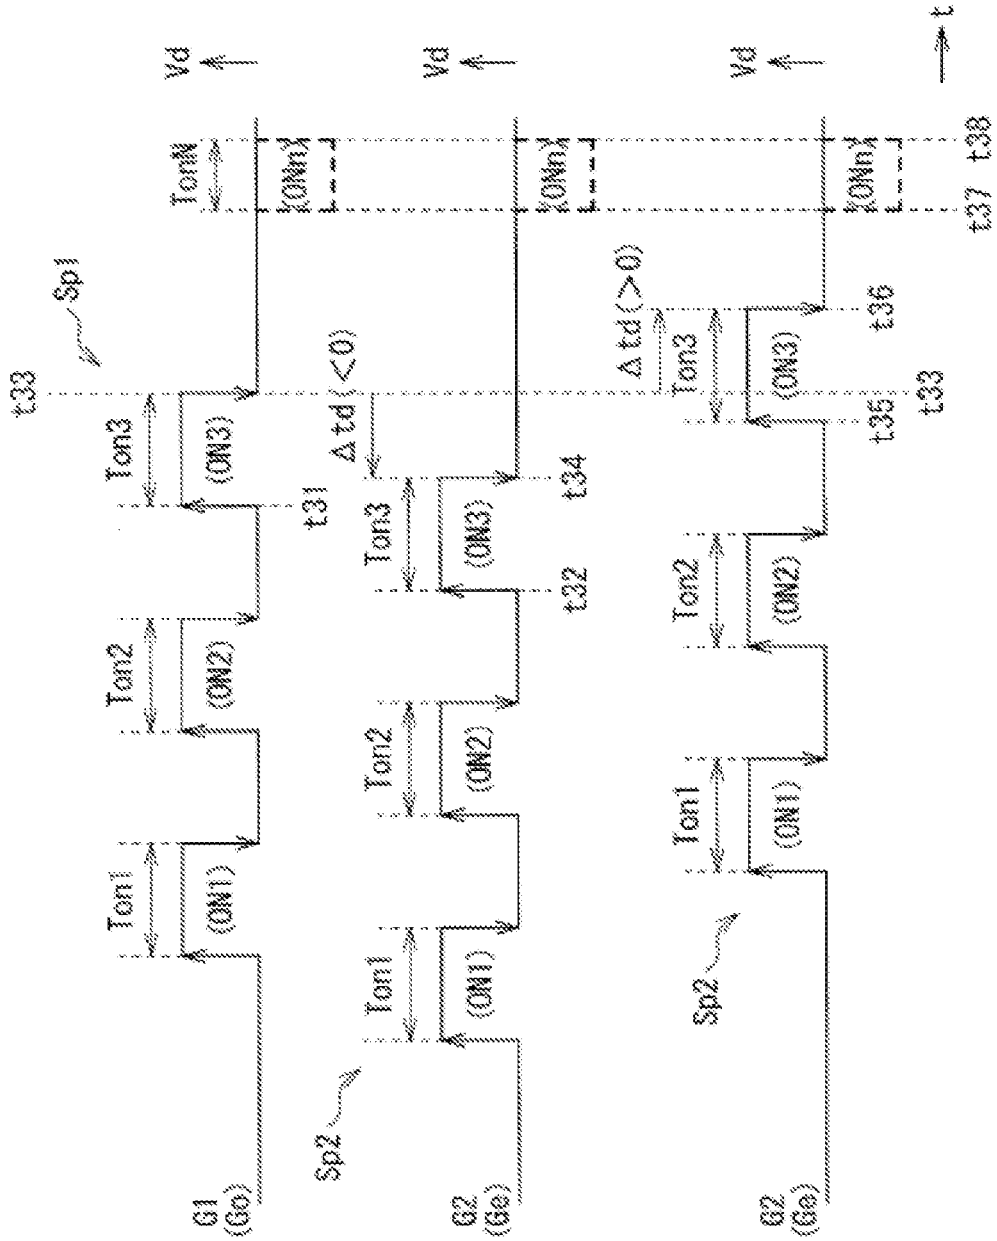 t33
Sp1
TonN
Vd
Ton1
Ton2
Ton3
G1
(Go)
(ON1)
(ON2)
(ON3)
(ONn)
t31
Δtd(<0)
Sp2
Vd
Ton1
Ton2
Ton3
G2
(Ge)
(ON1)
(ON2)
(ON3)
(ONn)
t32
t34
Δtd(>0)
Sp2
Vd
Ton1
Ton2
Ton3
G2
(Ge)
(ON1)
(ON2)
(ON3)
(ONn)
t35
t36
t33
t37
t38
t